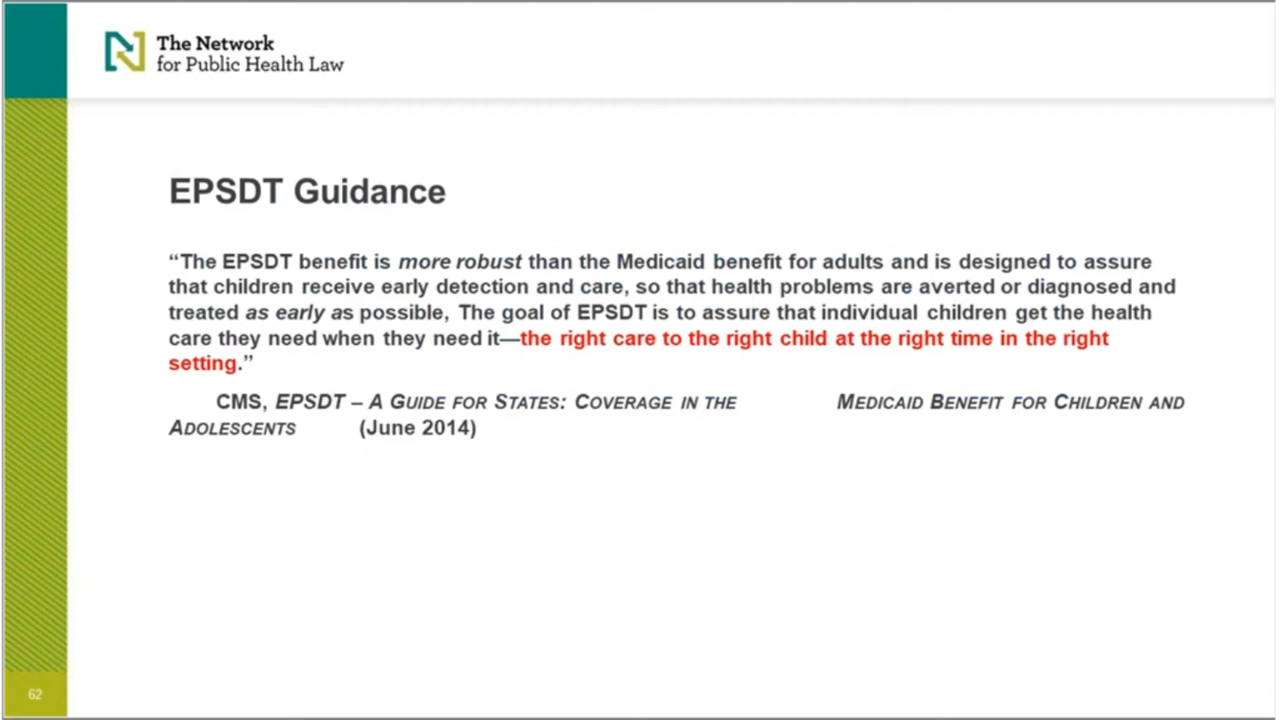 The Network
for Public Health Law
EPSDT Guidance
“The EPSDT benefit is more robust than the Medicaid benefit for adults and is designed to assure
that children receive early detection and care, so that health problems are averted or diagnosed and
treated as early as possible, The goal of EPSDT is to assure that individual children get the health
care they need when they need it—the right care to the right child at the right time in the right
setting.”
CMS, EPSDT – A GUIDE FOR STATES: COVERAGE IN THE MEDICAID BENEFIT FOR CHILDREN AND
ADOLESCENTS (June 2014)
62